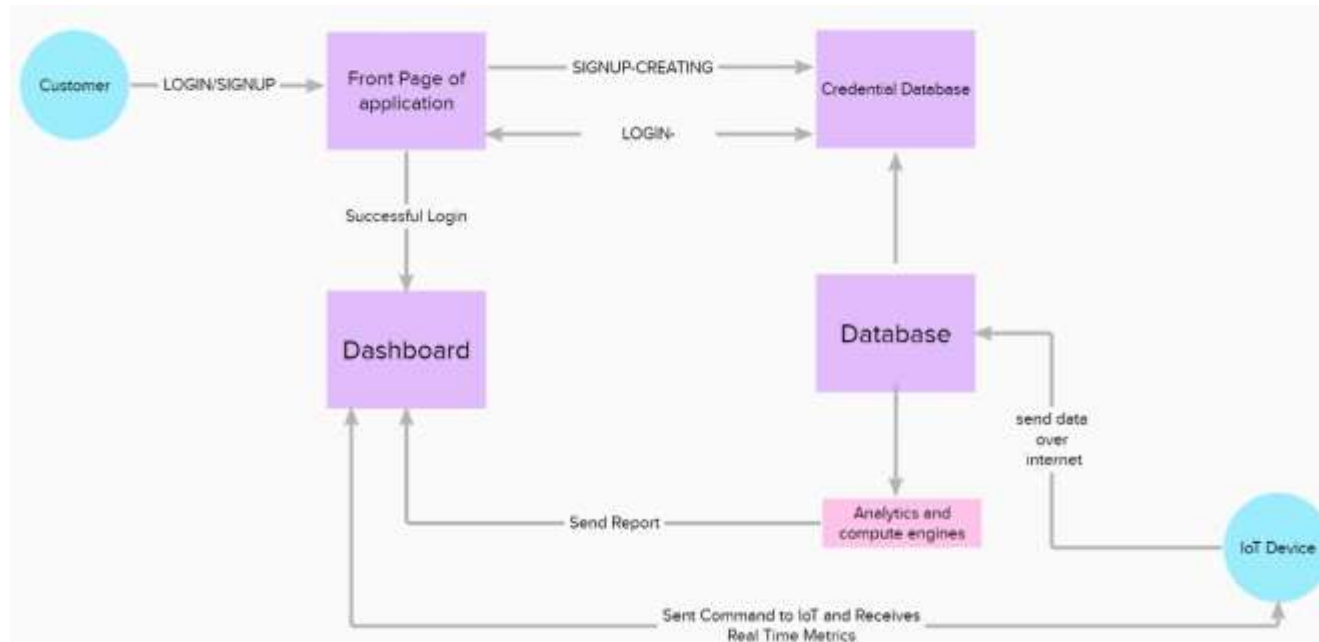 Customer
LOGIN/SIGNUP
Front Page of
application
SIGNUP-CREATING
Credential Database
LOGIN-
Successful Login
Dashboard
Database
send data
over
internet
Send Report
Analytics and
compute engines
IoT Device
Sent Command to IoT and Receives
Real Time Metrics